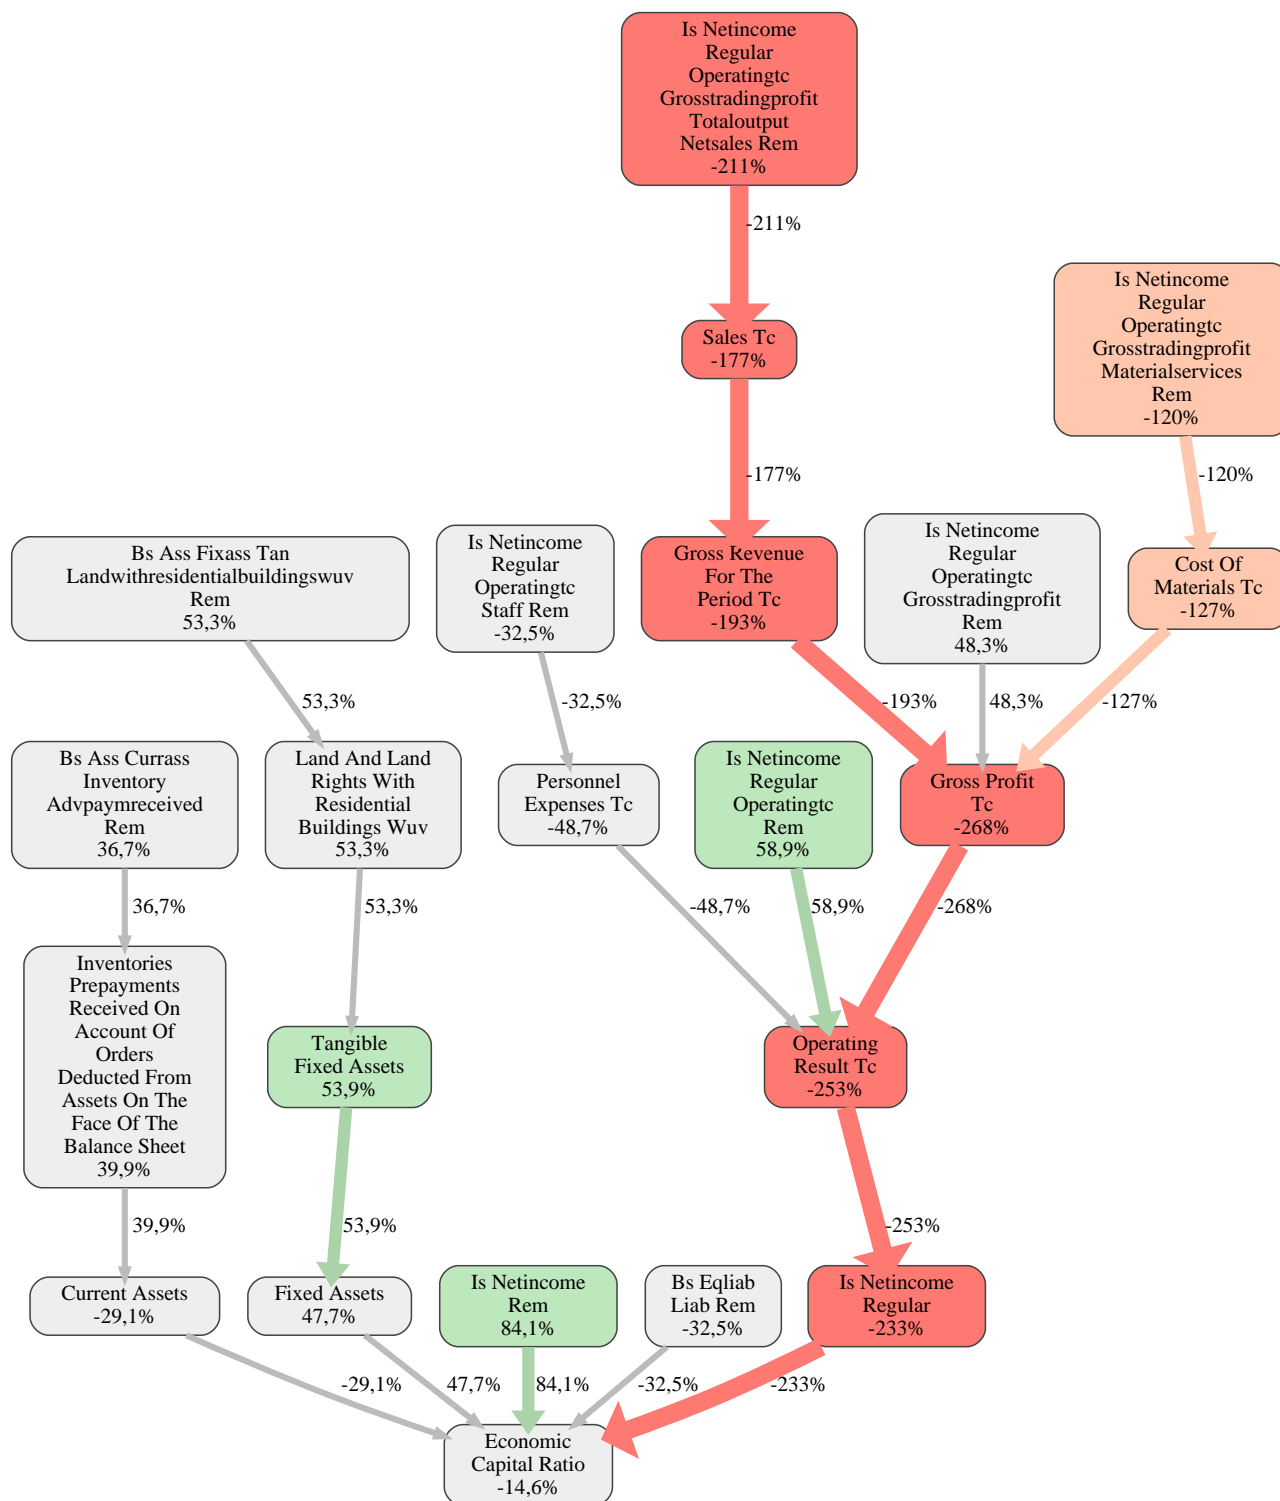 Is Netincome
Regular
Operatingtc
Grosstradingprofit
Totaloutput
Netsales Rem
-211%
-211%
Sales Tc
-177%
Is Netincome
Regular
Operatingtc
Grosstradingprofit
Materialservices
Rem
-120%
-177%
-120%
Bs Ass Fixass Tan
Landwithresidentialbuildingswuv
Rem
53,3%
Is Netincome
Regular
Operatingtc
Staff Rem
-32,5%
Gross Revenue
For The
Period Tc
-193%
Is Netincome
Regular
Operatingtc
Grosstradingprofit
Rem
48,3%
Cost Of
Materials Tc
-127%
53,3%
-32,5%
-193%
48,3%
-127%
Bs Ass Currass
Inventory
Advpaymreceived
Rem
36,7%
Land And Land
Rights With
Residential
Buildings Wuv
53,3%
Personnel
Expenses Tc
-48,7%
Is Netincome
Regular
Operatingtc
Rem
58,9%
Gross Profit
Tc
-268%
36,7%
53,3%
-48,7%
58,9%
-268%
Inventories
Prepayments
Received On
Account Of
Orders
Deducted From
Assets On The
Face Of The
Balance Sheet
39,9%
Tangible
Fixed Assets
53,9%
Operating
Result Tc
-253%
39,9%
53,9%
-253%
Current Assets
-29,1%
Fixed Assets
47,7%
Is Netincome
Rem
84,1%
Bs Eqliab
Liab Rem
-32,5%
Is Netincome
Regular
-233%
-29,1%
47,7%
84,1%
-32,5%
-233%
Economic
Capital Ratio
-14,6%